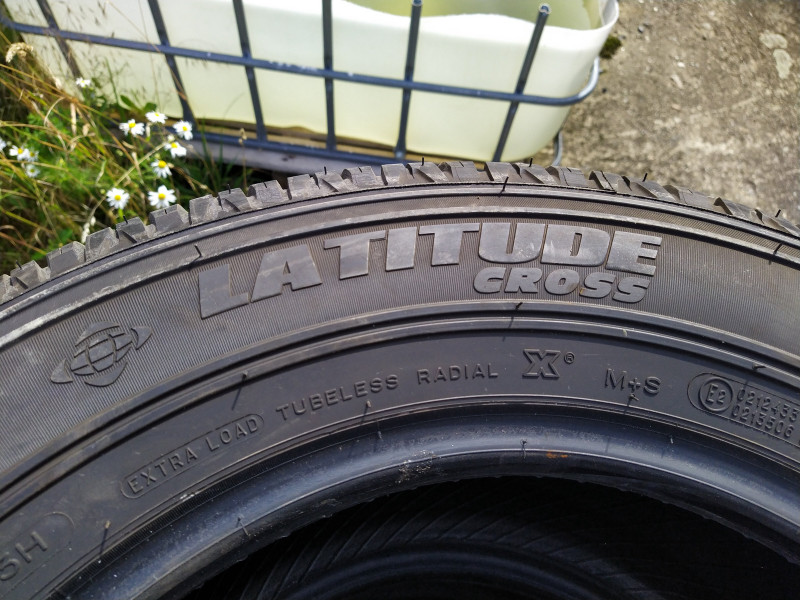 LATITUDE
CROSS
EXTRA LOAD TUBELESS RADIAL X® M+S E2